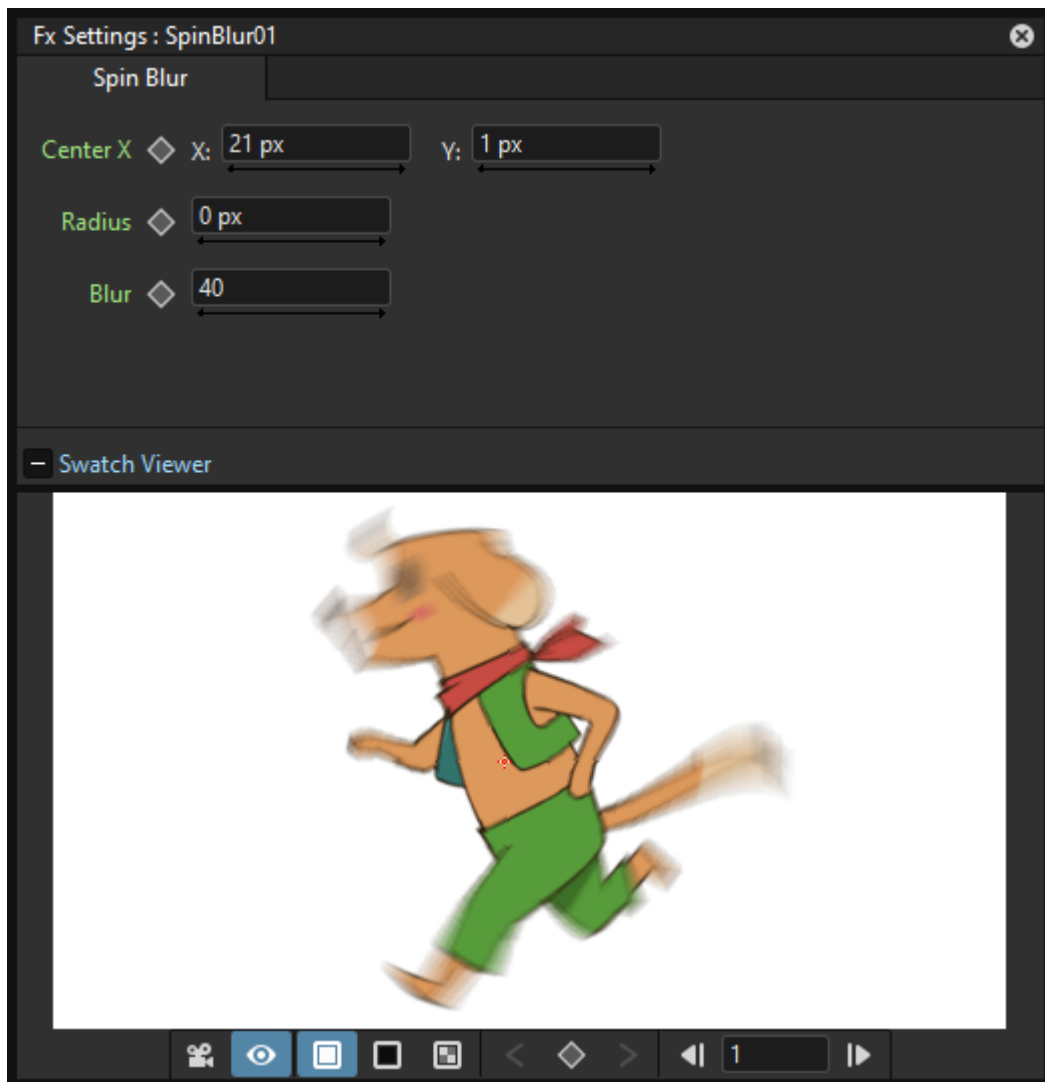 Fx Settings : SpinBlur01
Spin Blur
Center X X: 21 px Y: 1 px
Radius 0 px
Blur 40
Swatch Viewer
1